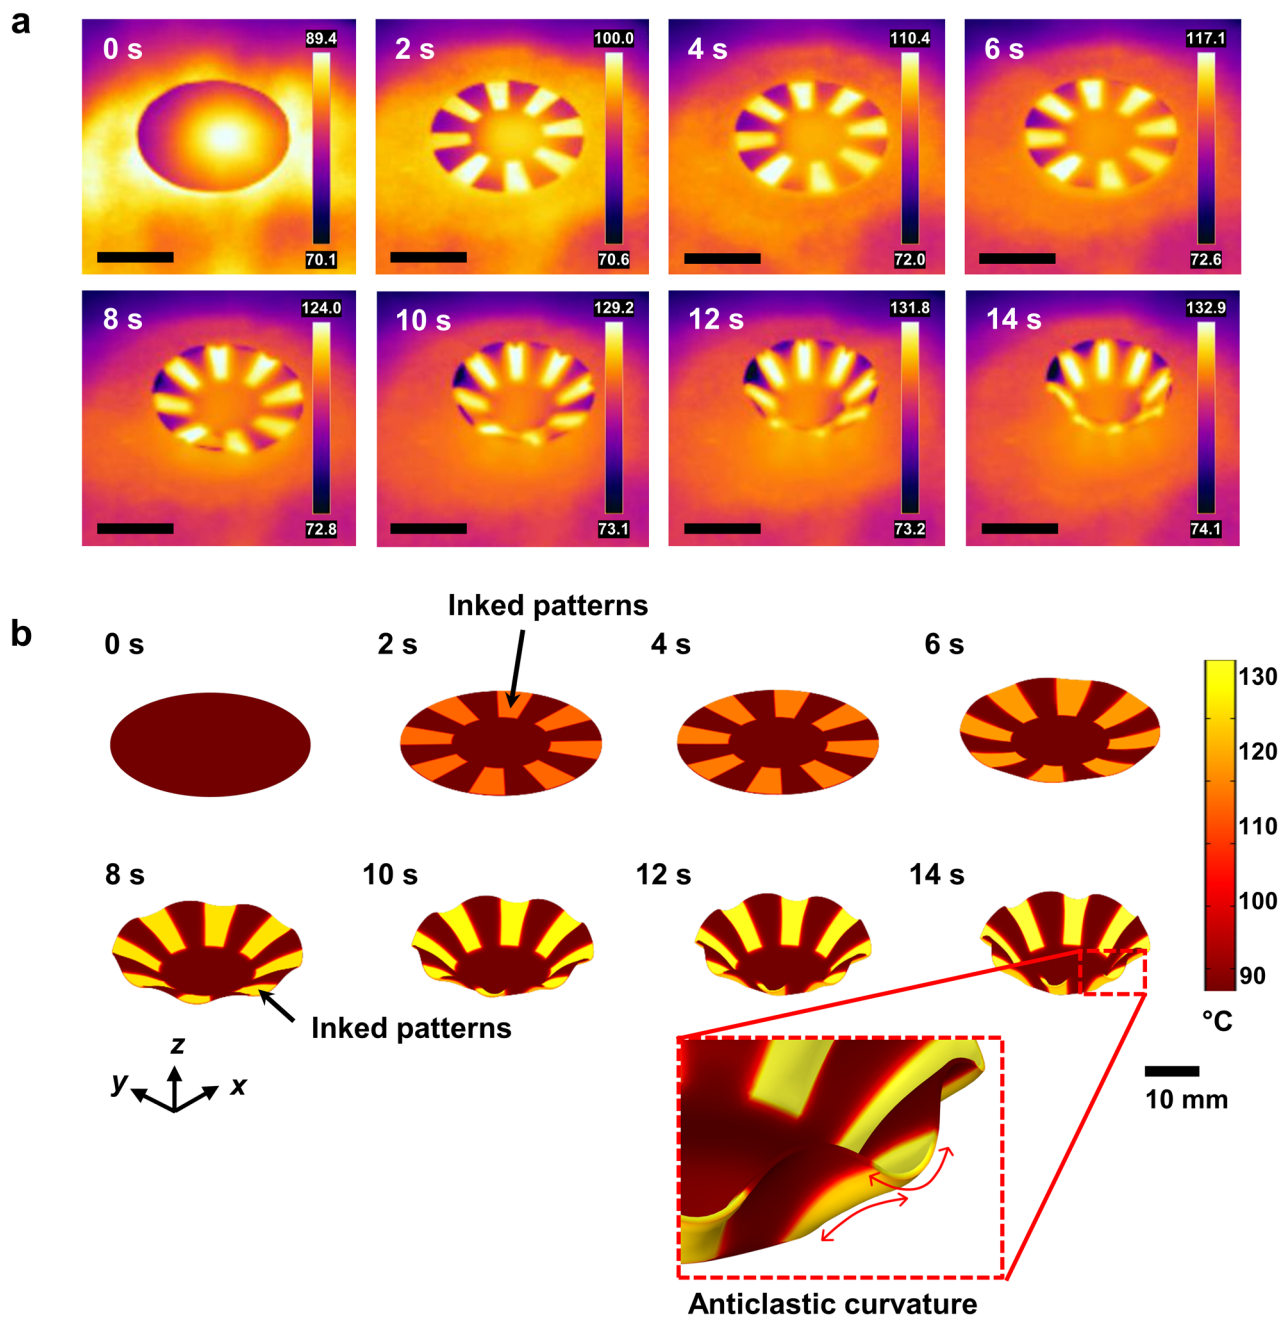 a
0 s
89.4
70.1
2 s
100.0
70.6
4 s
110.4
72.0
6 s
117.1
72.6
8 s
124.0
72.8
10 s
129.2
73.1
12 s
131.8
73.2
14 s
132.9
74.1
b
Inked patterns
0 s
2 s
4 s
6 s
8 s
10 s
12 s
14 s
130
120
110
100
90
°C
Inked patterns
z
y
x
10 mm
Anticlastic curvature